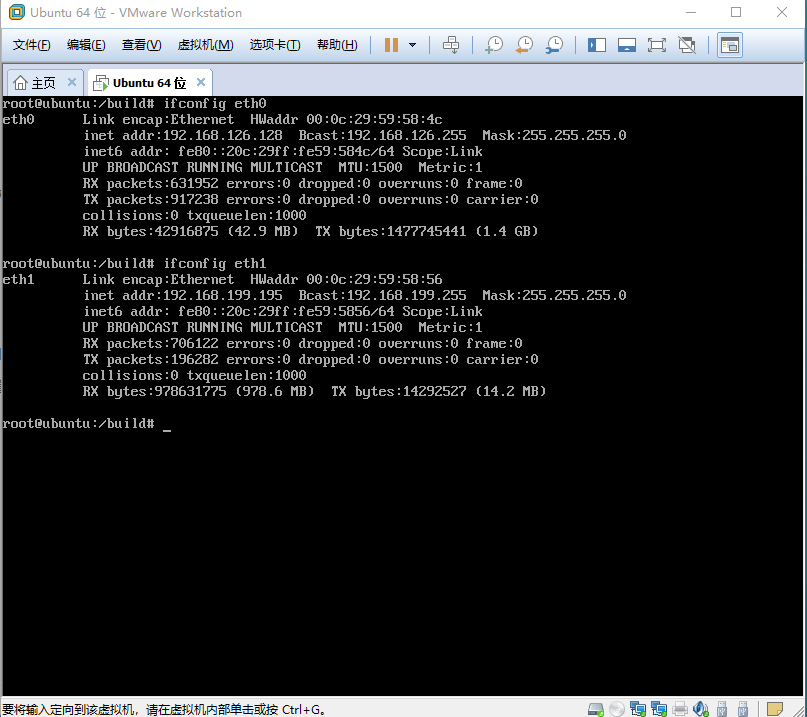 Ubuntu 64 位 - VMware Workstation
文件(F) 编辑(E) 查看(V) 虚拟机(M) 选项卡(T) 帮助(H)
主页 Ubuntu 64 位
root@ubuntu:/build# ifconfig eth0
eth0      Link encap:Ethernet  HWaddr 00:0c:29:59:58:4c
          inet addr:192.168.126.128  Bcast:192.168.126.255  Mask:255.255.255.0
          inet6 addr: fe80::20c:29ff:fe59:584c/64 Scope:Link
          UP BROADCAST RUNNING MULTICAST  MTU:1500  Metric:1
          RX packets:631952 errors:0 dropped:0 overruns:0 frame:0
          TX packets:917238 errors:0 dropped:0 overruns:0 carrier:0
          collisions:0 txqueuelen:1000
          RX bytes:42916875 (42.9 MB)  TX bytes:1477745441 (1.4 GB)
root@ubuntu:/build# ifconfig eth1
eth1      Link encap:Ethernet  HWaddr 00:0c:29:59:58:56
          inet addr:192.168.199.195  Bcast:192.168.199.255  Mask:255.255.255.0
          inet6 addr: fe80::20c:29ff:fe59:5856/64 Scope:Link
          UP BROADCAST RUNNING MULTICAST  MTU:1500  Metric:1
          RX packets:706122 errors:0 dropped:0 overruns:0 frame:0
          TX packets:196282 errors:0 dropped:0 overruns:0 carrier:0
          collisions:0 txqueuelen:1000
          RX bytes:978631775 (978.6 MB)  TX bytes:14292527 (14.2 MB)
root@ubuntu:/build# _
要将输入定向到该虚拟机，请在虚拟机内部单击或按 Ctrl+G。